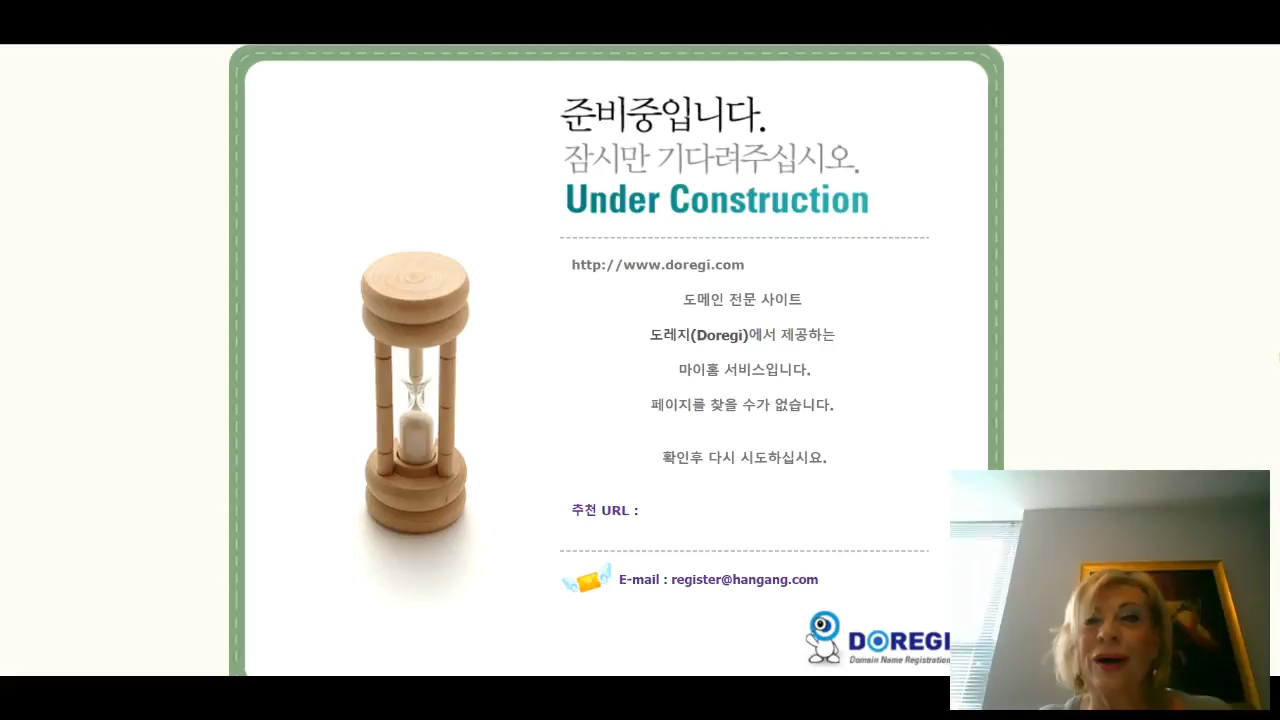 준비중입니다.
잠시만 기다려주십시오.
Under Construction
http://www.doregi.com
도메인 전문 사이트
도레지(Doregi)에서 제공하는
마이홈 서비스입니다.
페이지를 찾을 수가 없습니다.
확인후 다시 시도하십시요.
추천 URL :
E-mail : register@hangang.com
DOREGI
Domain Name Registration